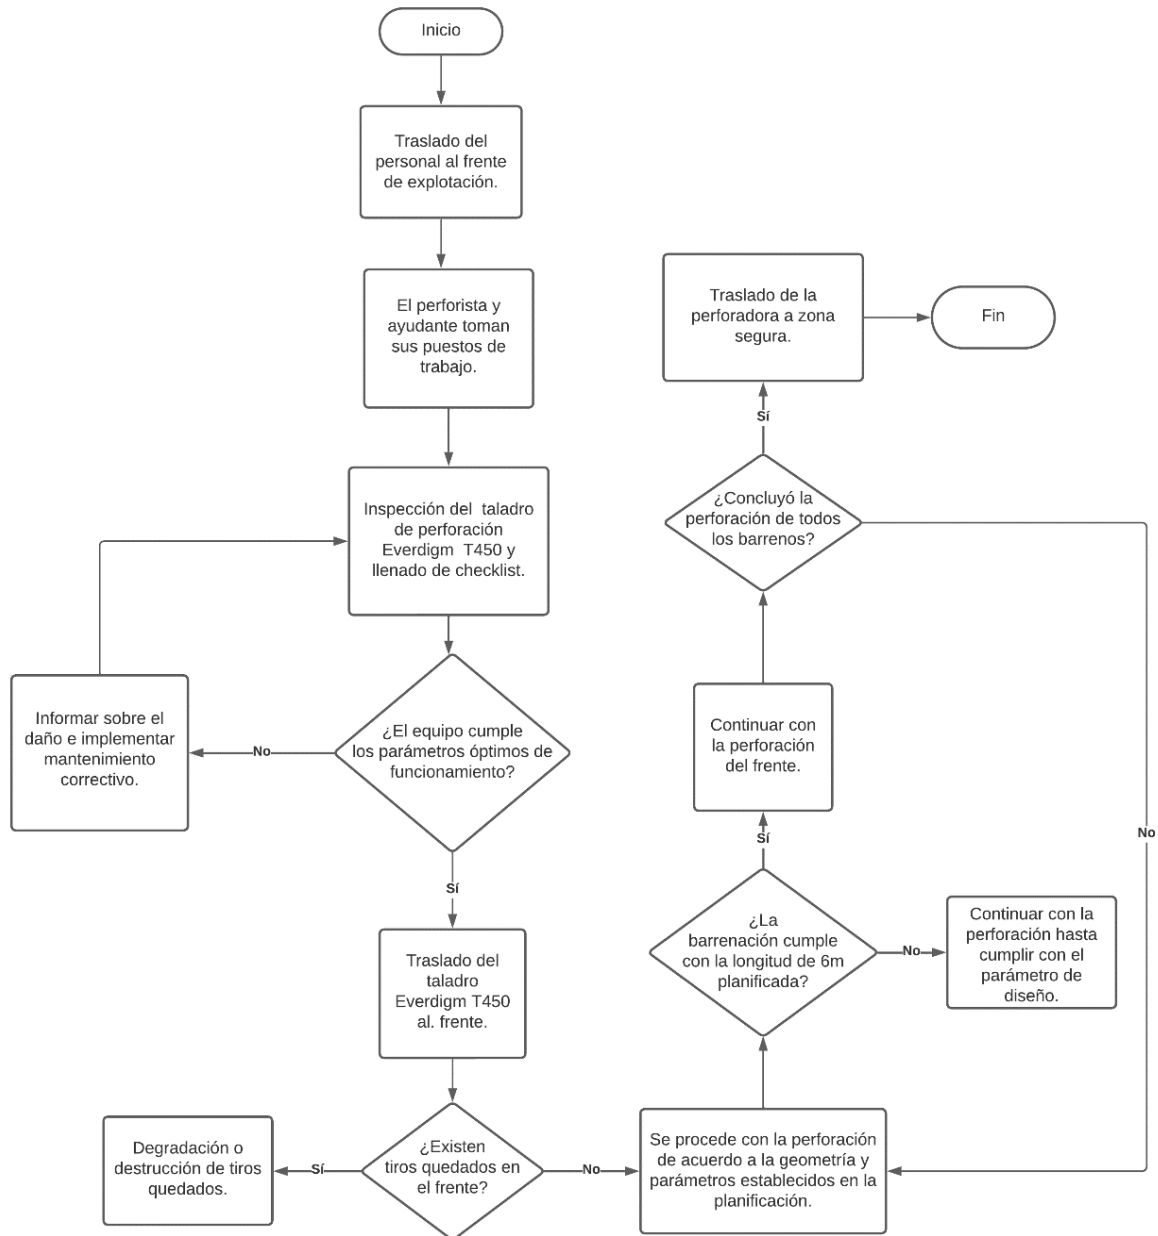 Inicio
Traslado del
personal al frente
de explotación.
El perforista y
ayudante toman
sus puestos de
trabajo.
Inspección del taladro
de perforación
Everdigm T450 y
llenado de checklist.
¿El equipo cumple
los parámetros óptimos de
funcionamiento?
No
Informar sobre el
daño e implementar
mantenimiento
correctivo.
Sí
Traslado del
taladro
Everdigm T450
al. frente.
¿Existen
tiros quedados en
el frente?
Sí
Degradación o
destrucción de tiros
quedados.
No
Se procede con la perforación
de acuerdo a la geometría y
parámetros establecidos en la
planificación.
¿La
barrenación cumple
con la longitud de 6m
planificada?
No
Continuar con la
perforación hasta
cumplir con el
parámetro de
diseño.
Sí
Continuar con
la perforación
del frente.
¿Concluyó la
perforación de todos
los barrenos?
No
Sí
Traslado de la
perforadora a zona
segura.
Fin